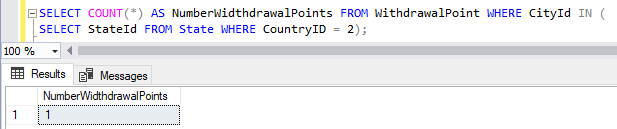 SELECT COUNT(*) AS NumberWidthdrawalPoints FROM WithdrawalPoint WHERE CityId IN (
SELECT StateId FROM State WHERE CountryID = 2);
100 %
Results Messages
NumberWidthdrawalPoints
1 1